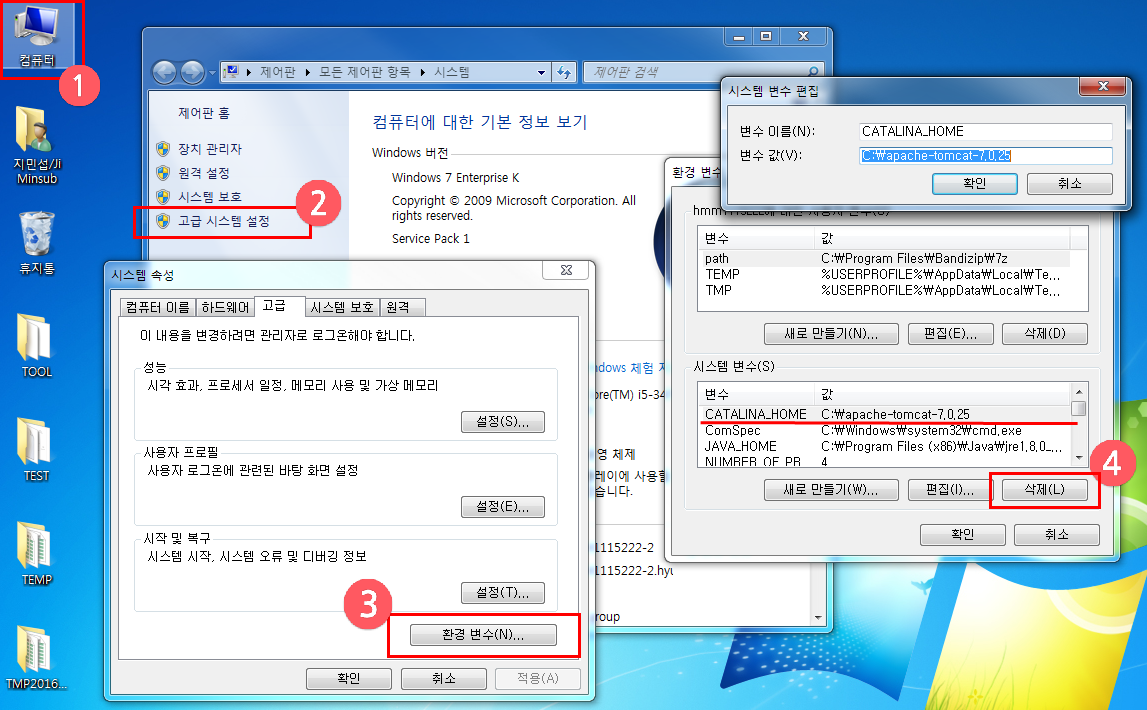 컴퓨터
1
지민섭/Ji
Minsub
휴지통
TOOL
TEST
TEMP
TMP2016...
제어판
모든 제어판 항목
시스템
제어판 검색
제어판 홈
장치 관리자
원격 설정
시스템 보호
고급 시스템 설정
2
컴퓨터에 대한 기본 정보 보기
Windows 버전
Windows 7 Enterprise K
Copyright © 2009 Microsoft Corporation. All
rights reserved.
Service Pack 1
시스템 속성
컴퓨터 이름
하드웨어
고급
시스템 보호
원격
이 내용을 변경하려면 관리자로 로그온해야 합니다.
성능
시각 효과, 프로세서 일정, 메모리 사용 및 가상 메모리
설정(S)...
사용자 프로필
사용자 로그온에 관련된 바탕 화면 설정
설정(E)...
시작 및 복구
시스템 시작, 시스템 오류 및 디버깅 정보
설정(T)...
3
환경 변수(N)...
확인
취소
적용(A)
체험
i5-34
영 체제
레이에 사용할
습니다.
1115222-2
1115222-2.hyu
roup
시스템 변수 편집
변수 이름(N):
CATALINA_HOME
변수 값(V):
C:₩apache-tomcat-7.0.25
확인
취소
환경 변수
변수
값
path
C:₩Program Files₩Bandizip₩7z
TEMP
%USERPROFILE%₩AppData₩Local₩Te...
TMP
%USERPROFILE%₩AppData₩Local₩Te...
새로 만들기(N)...
편집(E)...
삭제(D)
시스템 변수(S)
변수
값
CATALINA_HOME
C:₩apache-tomcat-7.0.25
ComSpec
C:₩Windows₩system32₩cmd.exe
JAVA_HOME
C:₩Program Files (x86)₩Java₩jre1.8.0_...
NUMBER_OF_PR
4
4
새로 만들기(W)...
편집(I)...
삭제(L)
확인
취소